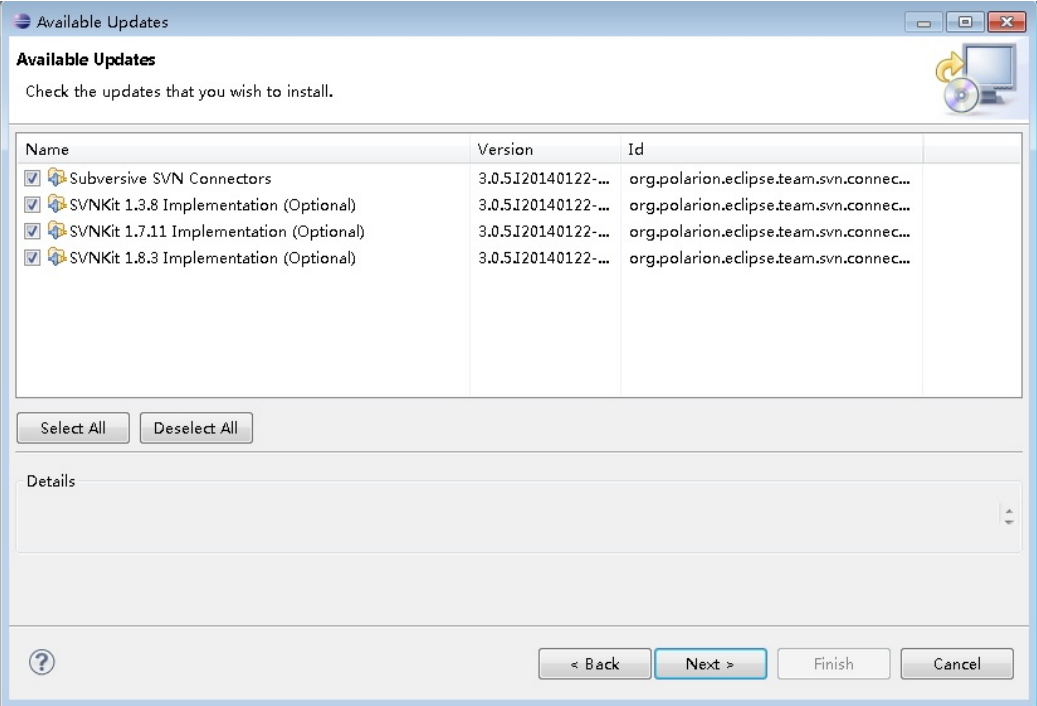 Available Updates
Available Updates
Check the updates that you wish to install.
Name Version Id
Subversive SVN Connectors 3.0.5.I20140122-... org.polarion.eclipse.team.svn.connec...
SVNKit 1.3.8 Implementation (Optional) 3.0.5.I20140122-... org.polarion.eclipse.team.svn.connec...
SVNKit 1.7.11 Implementation (Optional) 3.0.5.I20140122-... org.polarion.eclipse.team.svn.connec...
SVNKit 1.8.3 Implementation (Optional) 3.0.5.I20140122-... org.polarion.eclipse.team.svn.connec...
Select All Deselect All
Details
?
< Back Next > Finish Cancel